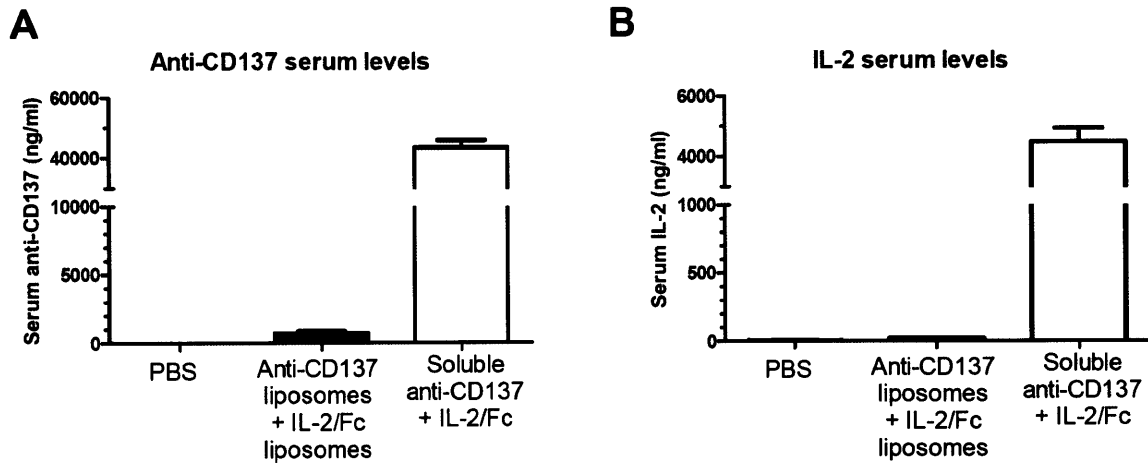 A
Anti-CD137 serum levels
Serum anti-CD137 (ng/ml)
60000
40000
10000
5000
0
PBS
Anti-CD137
liposomes
+ IL-2/Fc
liposomes
Soluble
anti-CD137
+ IL-2/Fc
B
IL-2 serum levels
Serum IL-2 (ng/ml)
6000
4000
1000
500
0
PBS
Anti-CD137
liposomes
+ IL-2/Fc
liposomes
Soluble
anti-CD137
+ IL-2/Fc